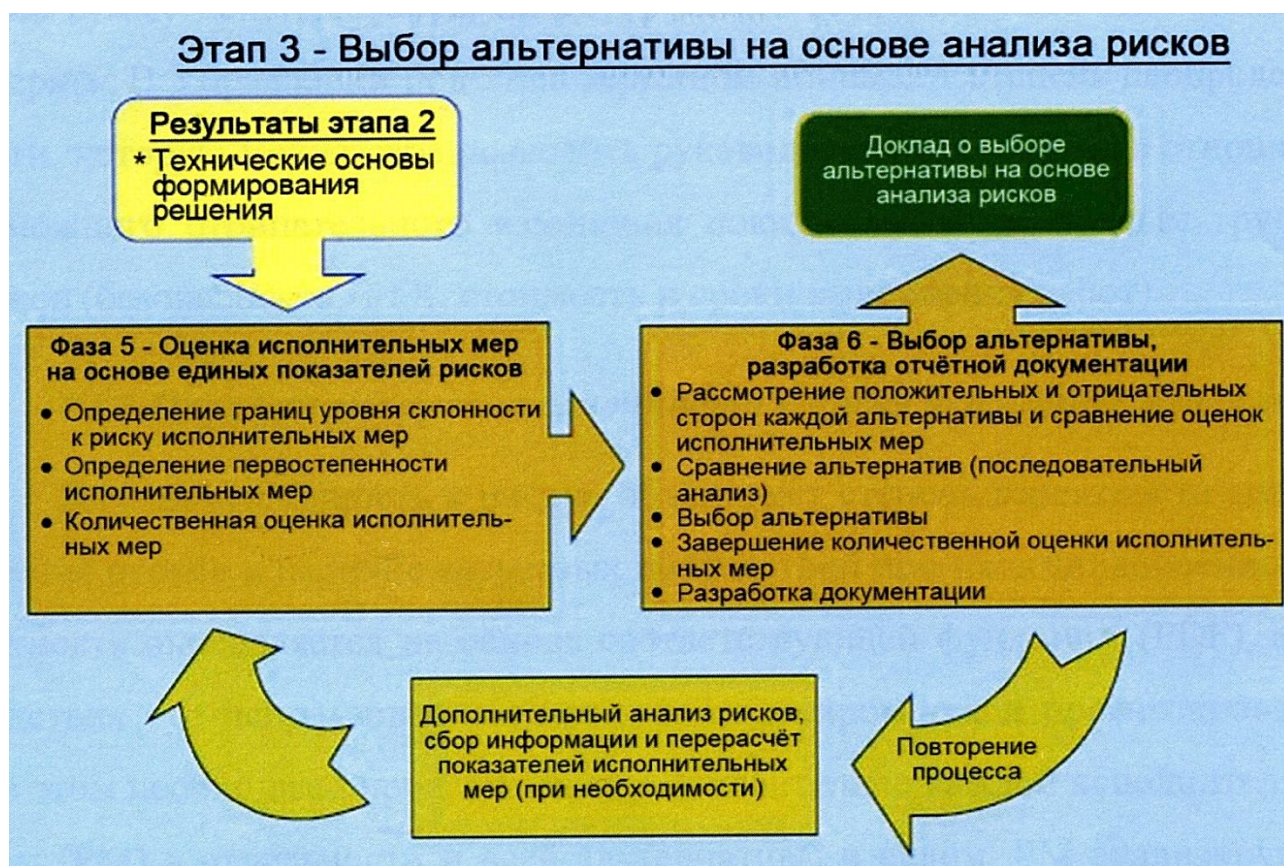 Этап 3 - Выбор альтернативы на основе анализа рисков
Результаты этапа 2
* Технические основы
формирования
решения
Доклад о выборе
альтернативы на основе
анализа рисков
Фаза 5 - Оценка исполнительных мер
на основе единых показателей рисков
● Определение границ уровня склонности
к риску исполнительных мер
● Определение первостепенности
исполнительных мер
● Количественная оценка исполнитель-
ных мер
Фаза 6 - Выбор альтернативы,
разработка отчётной документации
● Рассмотрение положительных и отрицательных
сторон каждой альтернативы и сравнение оценок
исполнительных мер
● Сравнение альтернатив (последовательный
анализ)
● Выбор альтернативы
● Завершение количественной оценки исполнитель-
ных мер
● Разработка документации
Дополнительный анализ рисков,
сбор информации и перерасчёт
показателей исполнительных
мер (при необходимости)
Повторение
процесса